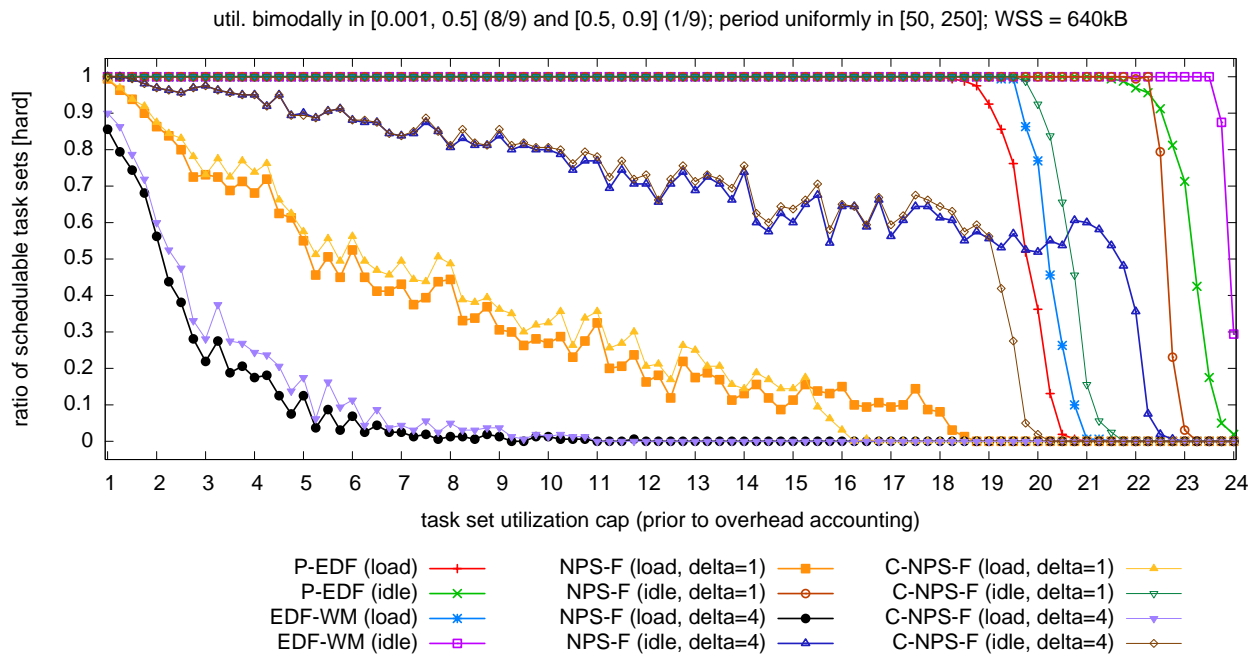 util. bimodally in [0.001, 0.5] (8/9) and [0.5, 0.9] (1/9); period uniformly in [50, 250]; WSS = 640kB
ratio of schedulable task sets [hard]
1
0.9
0.8
0.7
0.6
0.5
0.4
0.3
0.2
0.1
0
1 2 3 4 5 6 7 8 9 10 11 12 13 14 15 16 17 18 19 20 21 22 23 24
task set utilization cap (prior to overhead accounting)
P-EDF (load) NPS-F (load, delta=1) C-NPS-F (load, delta=1)
P-EDF (idle) NPS-F (idle, delta=1) C-NPS-F (idle, delta=1)
EDF-WM (load) NPS-F (load, delta=4) C-NPS-F (load, delta=4)
EDF-WM (idle) NPS-F (idle, delta=4) C-NPS-F (idle, delta=4)